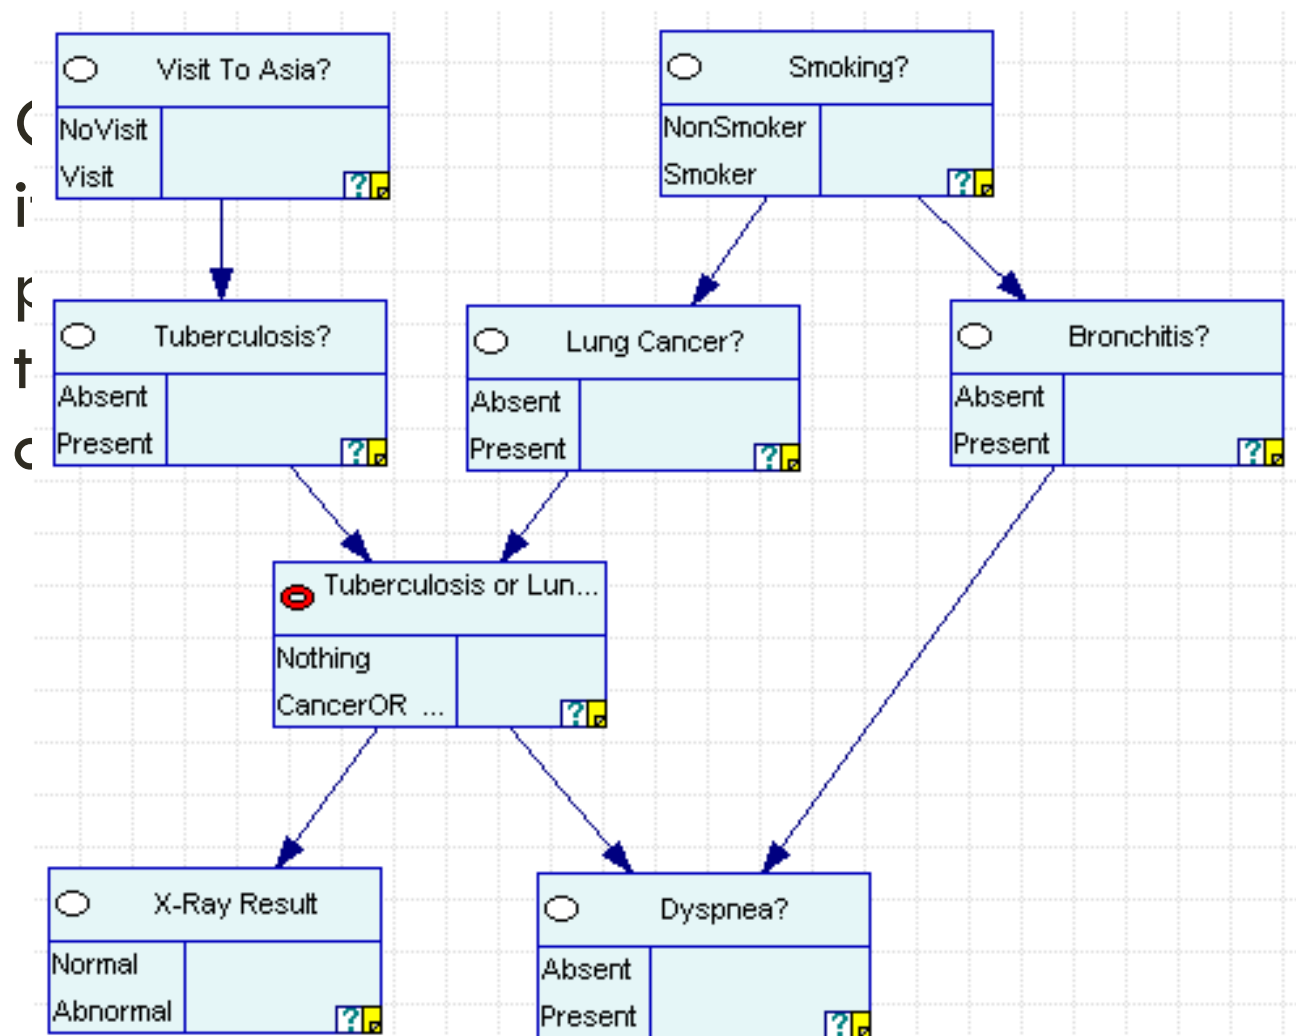 Visit To Asia?
NoVisit
Visit
?
Smoking?
NonSmoker
Smoker
?
Tuberculosis?
Absent
Present
?
Lung Cancer?
Absent
Present
?
Bronchitis?
Absent
Present
?
Tuberculosis or Lun...
Nothing
CancerOR ...
?
X-Ray Result
Normal
Abnormal
?
Dyspnea?
Absent
Present
?